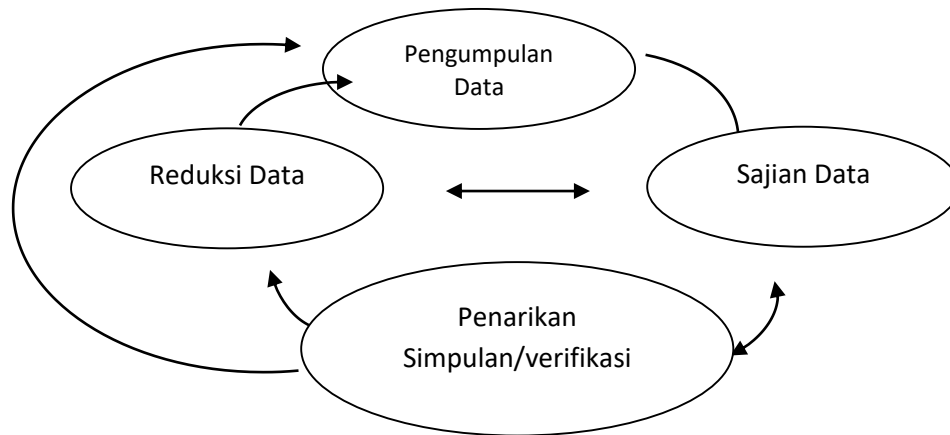 Pengumpulan
Data
Reduksi Data
Sajian Data
Penarikan
Simpulan/verifikasi